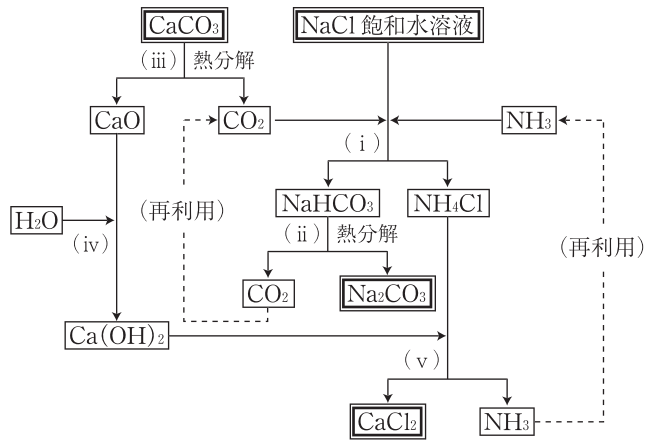 CaCO₃ NaCl 飽和水溶液
(iii) 熱分解
CaO CO₂ NH₃
(i)
(再利用) NaHCO₃ NH₄Cl
H₂O (iv) (ii) 熱分解 (再利用)
CO₂ Na₂CO₃
Ca(OH)₂
(v)
CaCl₂ NH₃